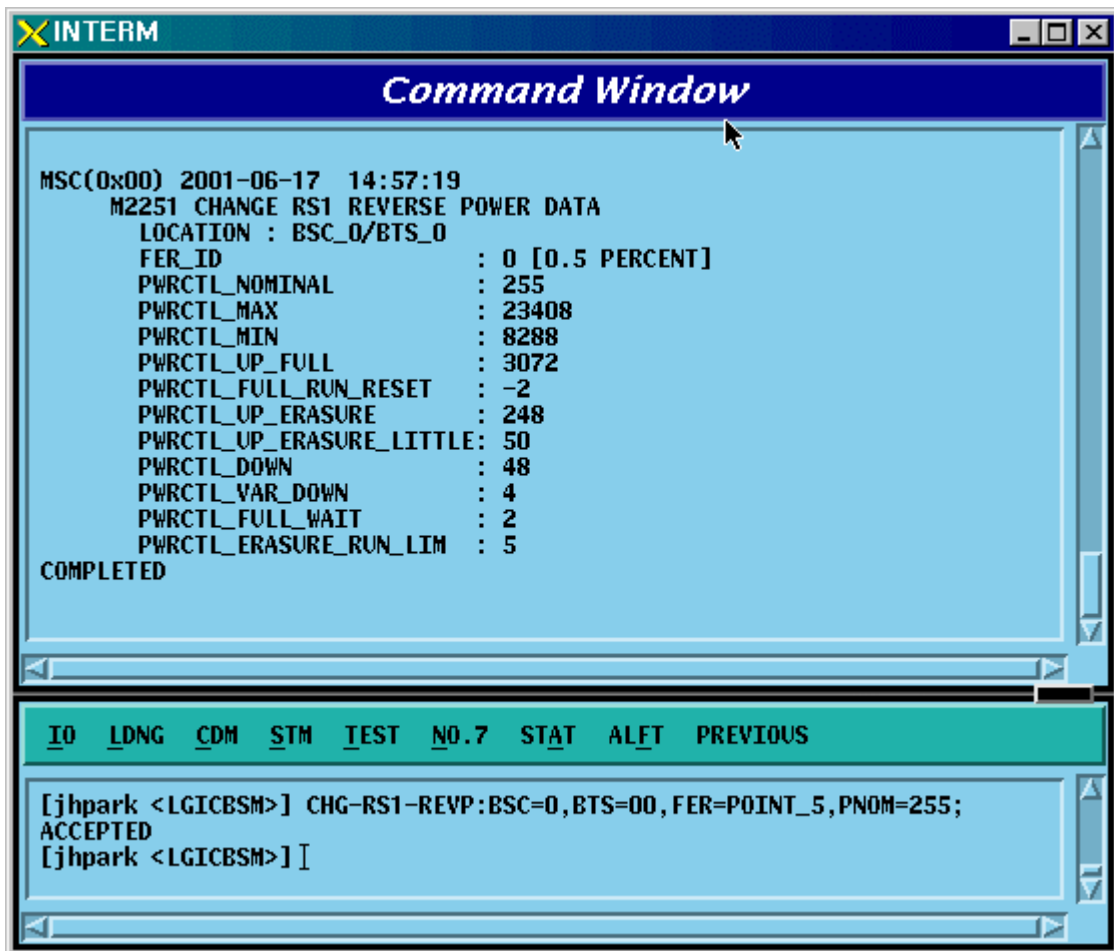 INTERM
Command Window
MSC(0x00) 2001-06-17 14:57:19
M2251 CHANGE RS1 REVERSE POWER DATA
LOCATION : BSC_0/BTS_0
FER_ID : 0 [0.5 PERCENT]
PWRCTL_NOMINAL : 255
PWRCTL_MAX : 23408
PWRCTL_MIN : 8288
PWRCTL_UP_FULL : 3072
PWRCTL_FULL_RUN_RESET : -2
PWRCTL_UP_ERASURE : 248
PWRCTL_UP_ERASURE_LITTLE: 50
PWRCTL_DOWN : 48
PWRCTL_VAR_DOWN : 4
PWRCTL_FULL_WAIT : 2
PWRCTL_ERASURE_RUN_LIM : 5
COMPLETED
IO LDNG CDM STM TEST NO.7 STAT ALFT PREVIOUS
[jhpark <LGICBSM>] CHG-RS1-REVP:BSC=0,BTS=00,FER=POINT_5,PNOM=255;
ACCEPTED
[jhpark <LGICBSM>]